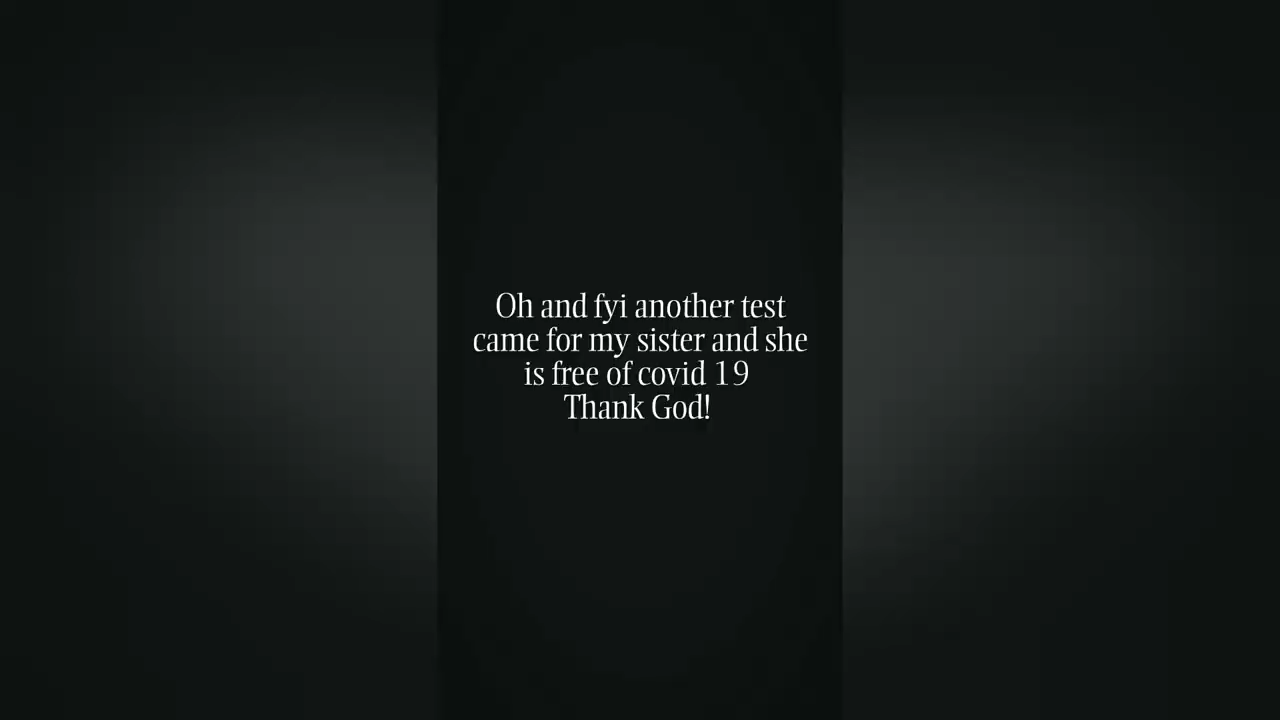 Oh and fyi another test
came for my sister and she
is free of covid 19
Thank God!